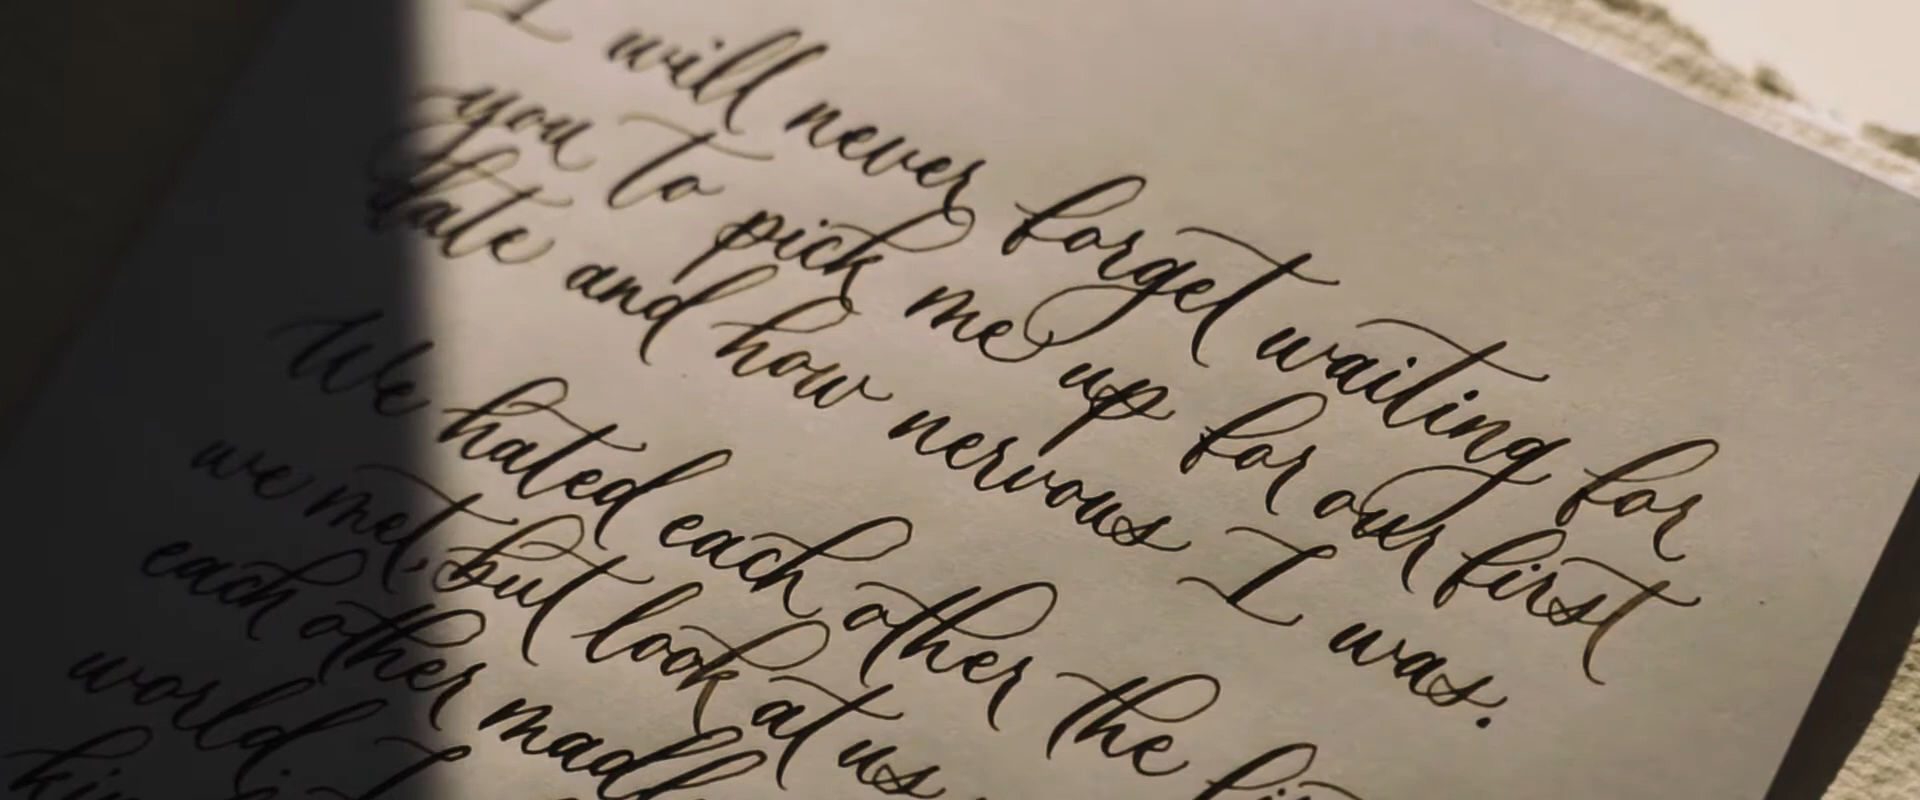 I will never forget waiting for
you to pick me up for our first
date and how nervous I was.
We hated each other the
we met, but look at us
each other madly
world.